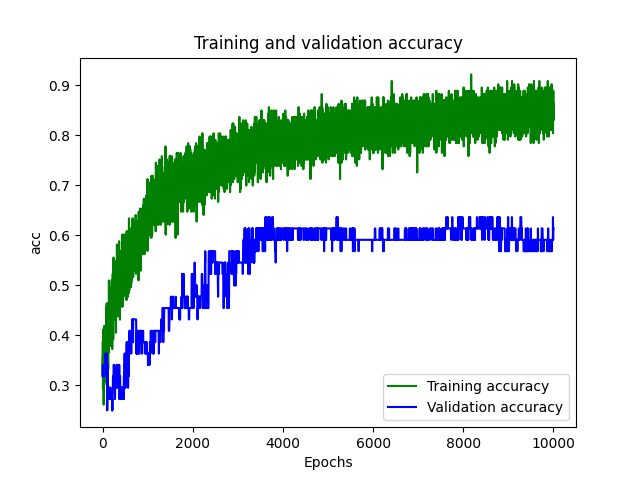 Training and validation accuracy
acc
0.9
0.8
0.7
0.6
0.5
0.4
0.3
Training accuracy
Validation accuracy
0 2000 4000 6000 8000 10000
Epochs